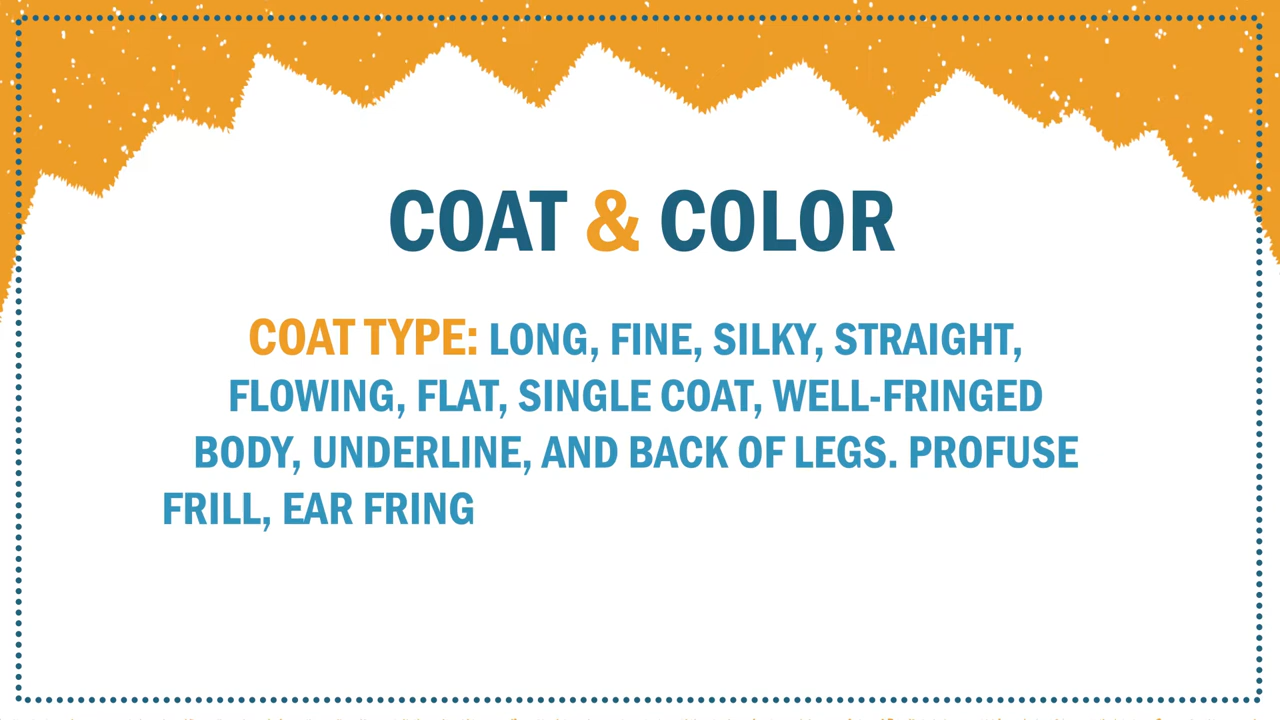 COAT & COLOR
COAT TYPE: LONG, FINE, SILKY, STRAIGHT,
FLOWING, FLAT, SINGLE COAT, WELL-FRINGED
BODY, UNDERLINE, AND BACK OF LEGS. PROFUSE
FRILL, EAR FRING